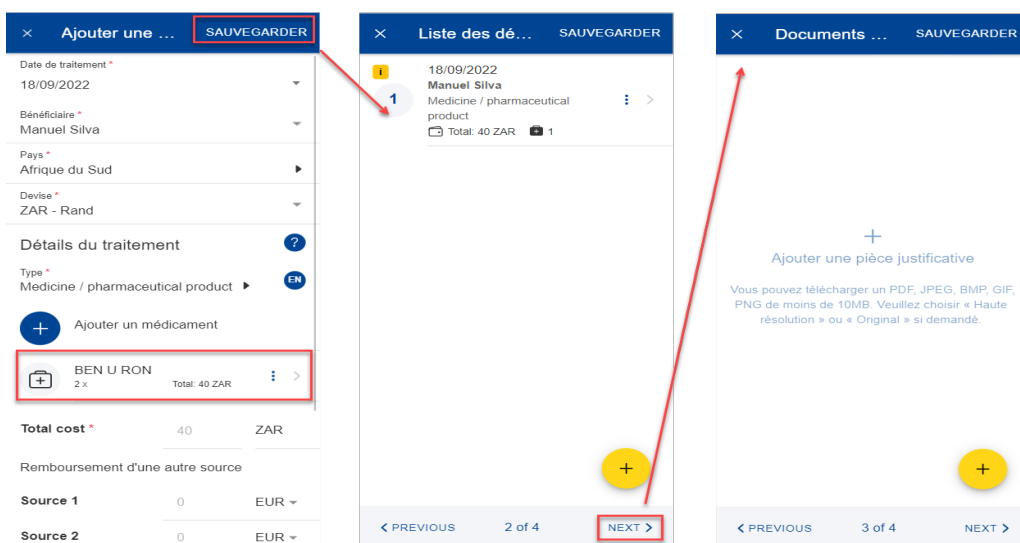 × Ajouter une ... SAUVEGARDER
Date de traitement *
18/09/2022
Bénéficiaire *
Manuel Silva
Pays *
Afrique du Sud
Devise *
ZAR - Rand
Détails du traitement ?
Type *
Medicine / pharmaceutical product EN
+ Ajouter un médicament
BEN U RON
2 x Total: 40 ZAR
Total cost * 40 ZAR
Remboursement d'une autre source
Source 1 0 EUR
Source 2 0 EUR
× Liste des dé... SAUVEGARDER
i 18/09/2022
Manuel Silva
1 Medicine / pharmaceutical
product
Total: 40 ZAR 1
+
< PREVIOUS 2 of 4 NEXT >
× Documents ... SAUVEGARDER
+
Ajouter une pièce justificative
Vous pouvez télécharger un PDF, JPEG, BMP, GIF,
PNG de moins de 10MB. Veuillez choisir « Haute
résolution » ou « Original » si demandé.
+
< PREVIOUS 3 of 4 NEXT >